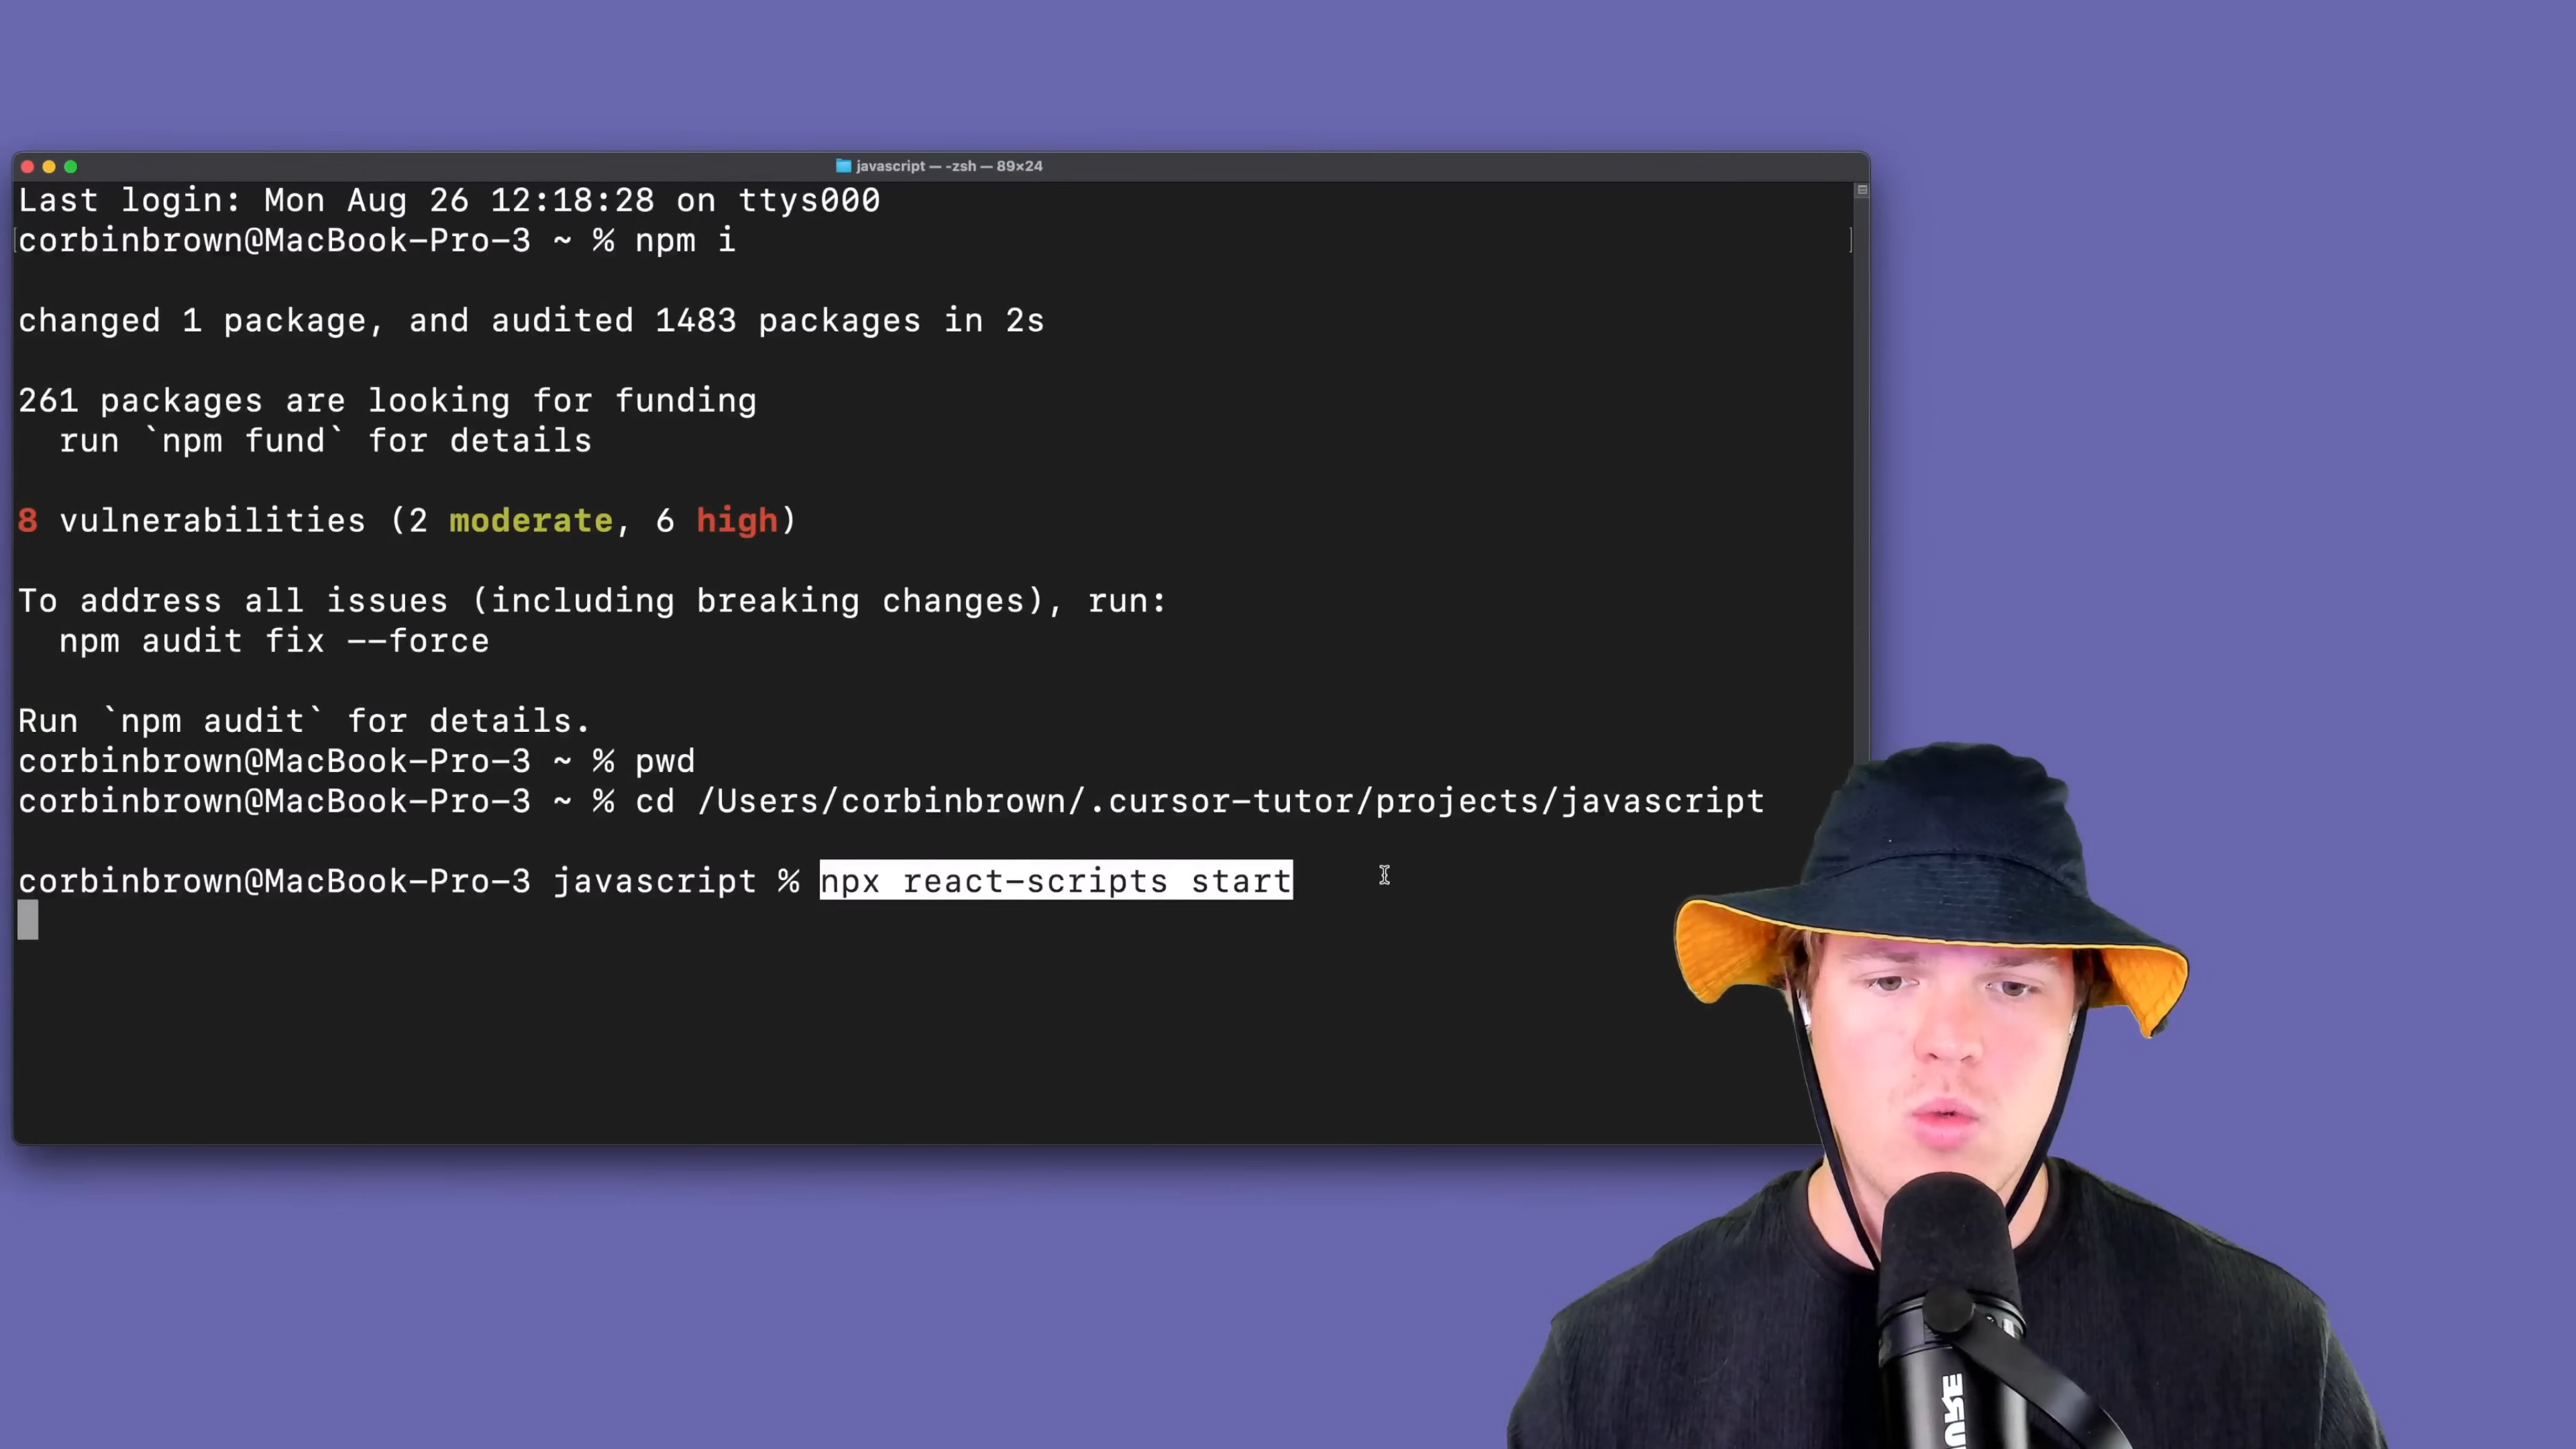 javascript — -zsh — 89×24
Last login: Mon Aug 26 12:18:28 on ttys000
[corbinbrown@MacBook-Pro-3 ~ % npm i ]
changed 1 package, and audited 1483 packages in 2s
261 packages are looking for funding
run `npm fund` for details
8 vulnerabilities (2 moderate, 6 high)
To address all issues (including breaking changes), run:
npm audit fix --force
Run `npm audit` for details.
corbinbrown@MacBook-Pro-3 ~ % pwd
corbinbrown@MacBook-Pro-3 ~ % cd /Users/corbinbrown/.cursor-tutor/projects/javascript
corbinbrown@MacBook-Pro-3 javascript % npx react-scripts start